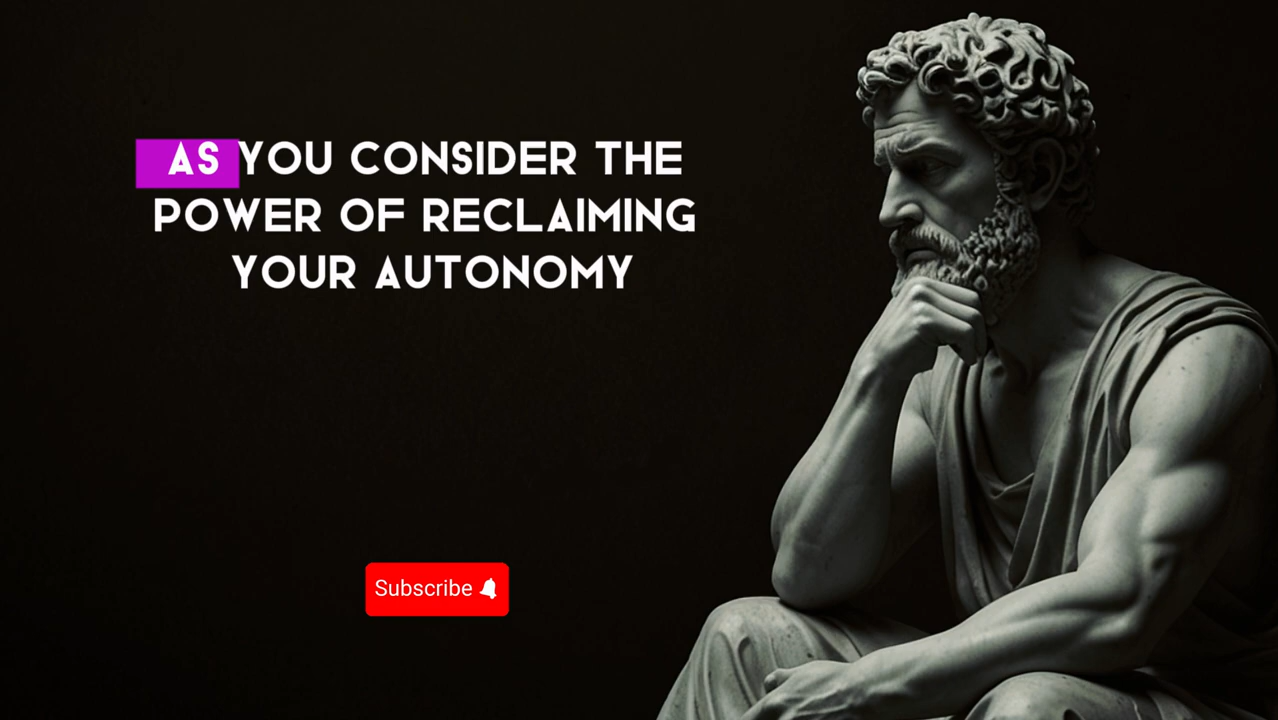 AS YOU CONSIDER THE
POWER OF RECLAIMING
YOUR AUTONOMY
Subscribe